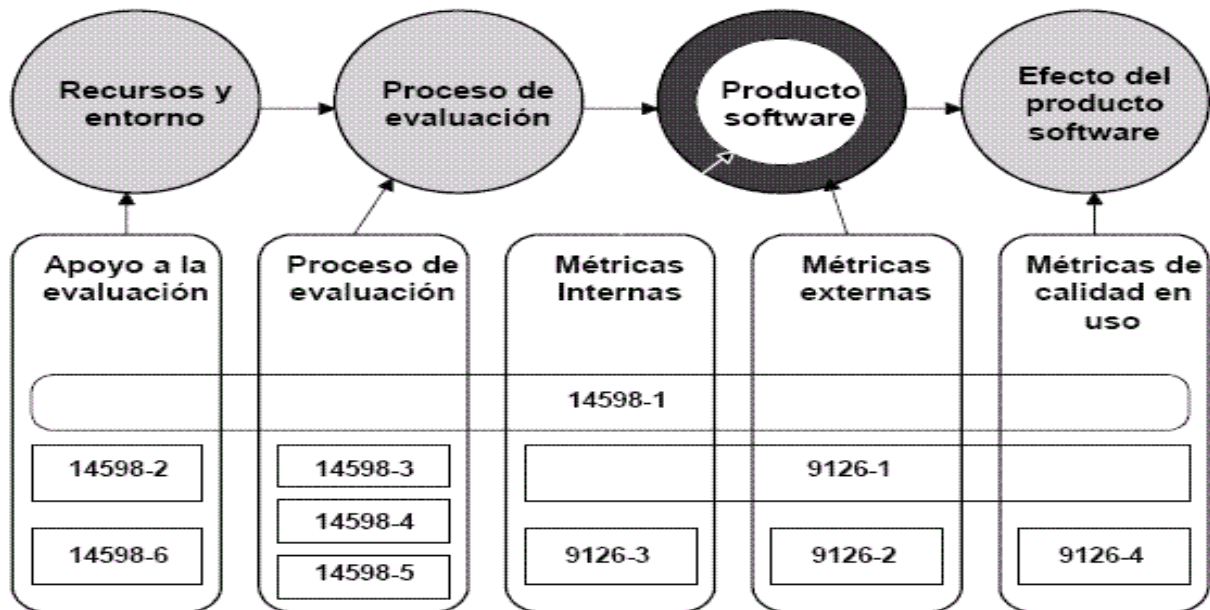 Recursos y
entorno
Proceso de
evaluación
Producto
software
Efecto del
producto
software
Apoyo a la
evaluación
Proceso de
evaluación
Métricas
Internas
Métricas
externas
Métricas de
calidad en
uso
14598-1
14598-2
14598-6
14598-3
14598-4
14598-5
9126-1
9126-3
9126-2
9126-4